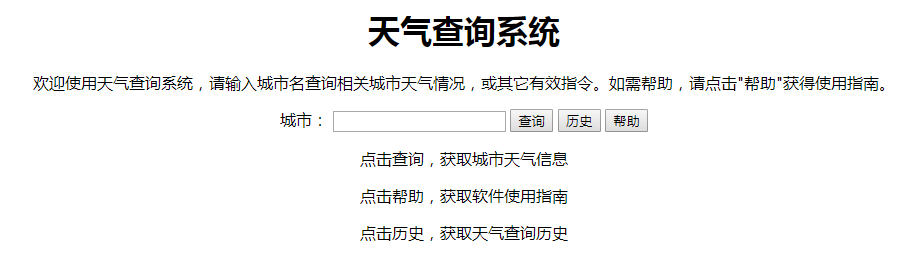 天气查询系统
欢迎使用天气查询系统，请输入城市名查询相关城市天气情况，或其它有效指令。如需帮助，请点击"帮助"获得使用指南。
城市： 查询 历史 帮助
点击查询，获取城市天气信息
点击帮助，获取软件使用指南
点击历史，获取天气查询历史